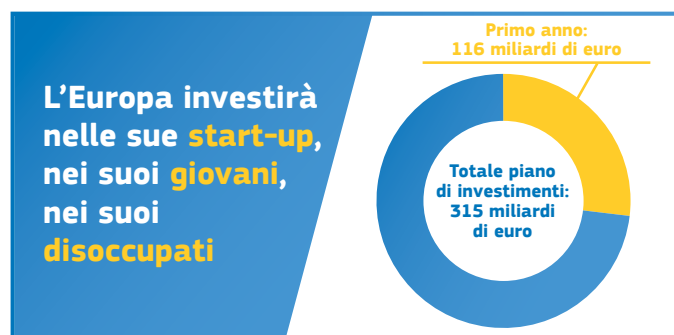 L'Europa investirà
nelle sue start-up,
nei suoi giovani,
nei suoi
disoccupati
Primo anno:
116 miliardi di euro
Totale piano
di investimenti:
315 miliardi
di euro